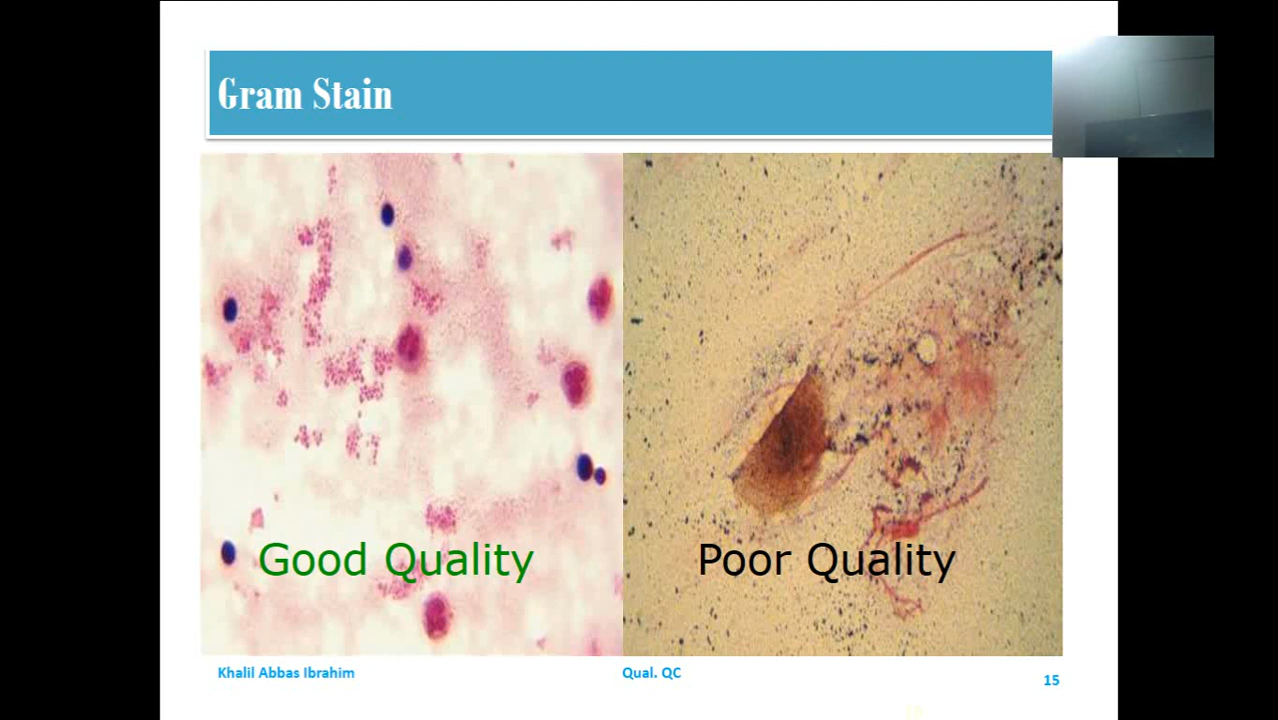 Gram Stain
Good Quality
Poor Quality
Khalil Abbas Ibrahim
Qual. QC
15